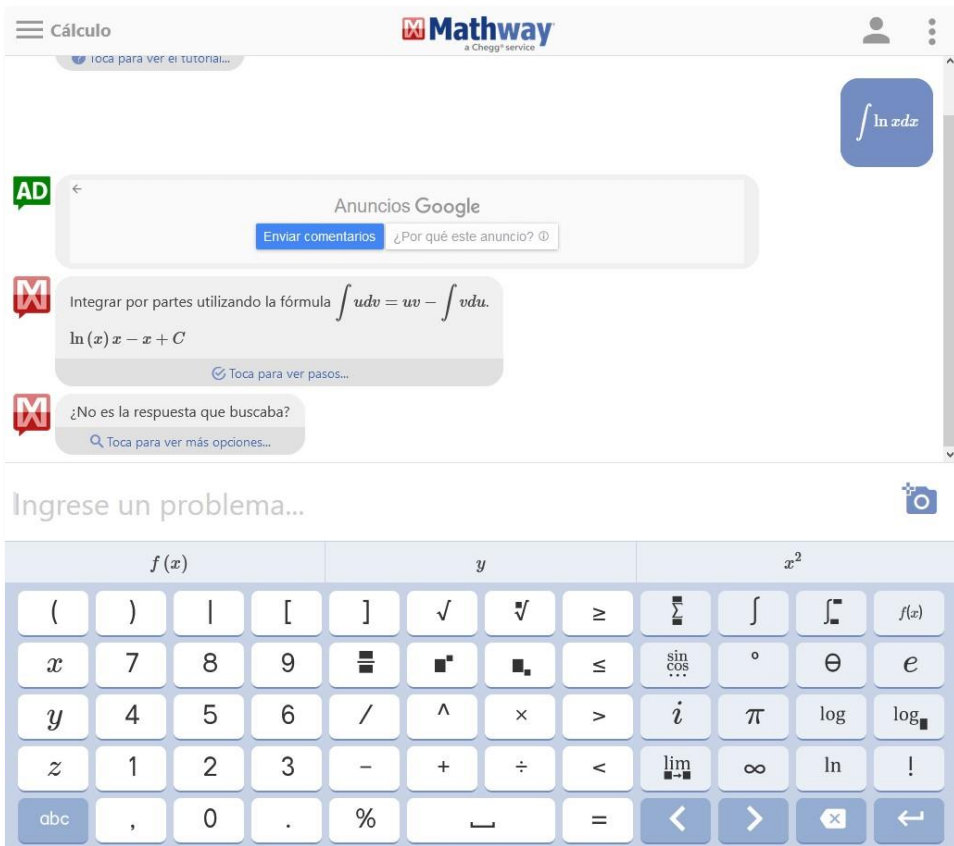 Cálculo
Mathway
a Chegg® service
Toca para ver el tutorial...
∫ ln xdx
AD
Anuncios Google
Enviar comentarios ¿Por qué este anuncio?
Integrar por partes utilizando la fórmula ∫ udv = uv − ∫ vdu.
ln (x) x − x + C
Toca para ver pasos...
¿No es la respuesta que buscaba?
Toca para ver más opciones...
Ingrese un problema...
f (x) y x²
( ) | [ ] √ ∜ ≥ Σ ∫ ∫ f(x)
x 7 8 9 ≤ sin cos ... ° Θ e
y 4 5 6 / ^ × > i π log log
z 1 2 3 − + ÷ < lim ∞ ln !
abc , 0 . % =